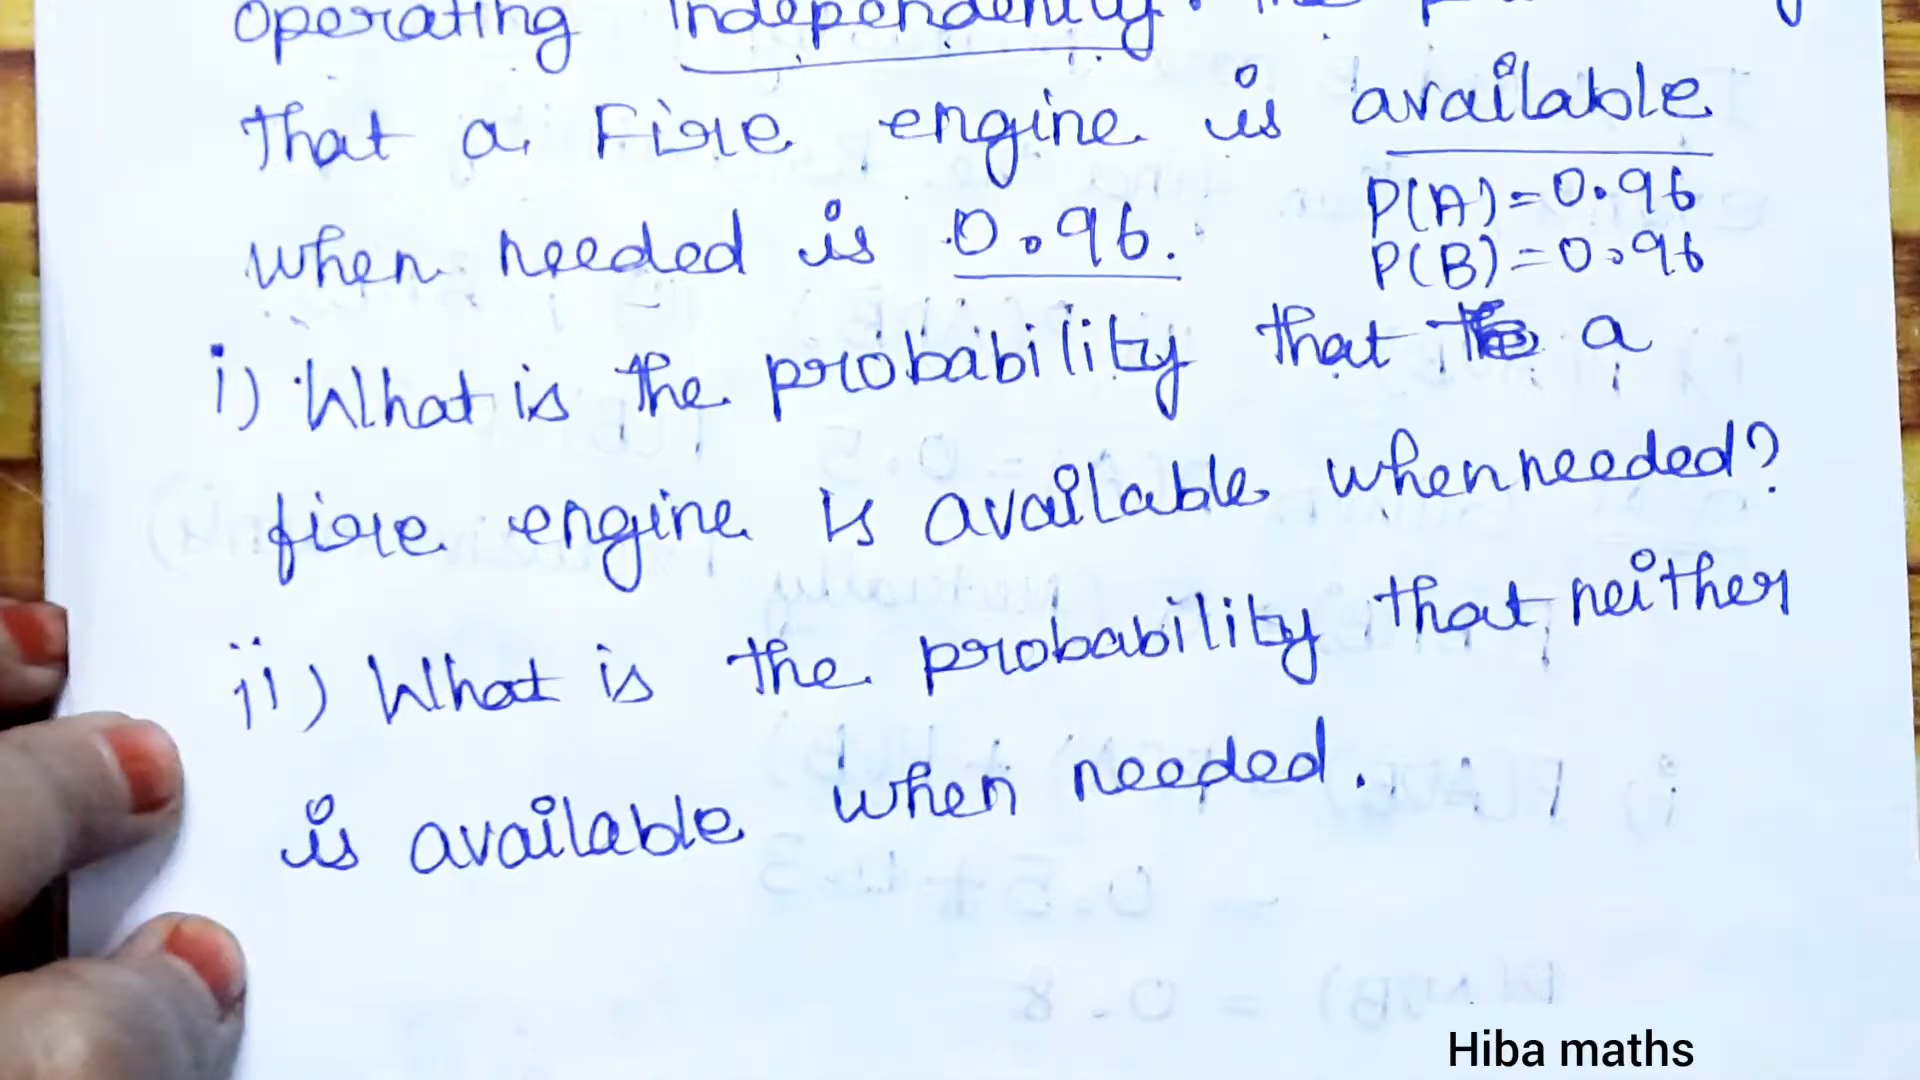 Operating independently. The
that a Fire engine is available
when needed is 0.96.
P(A)=0.96
P(B)=0.96
i) What is the probability that a
fire engine is available when needed?
ii) What is the probability that neither
is available when needed.
Hiba maths